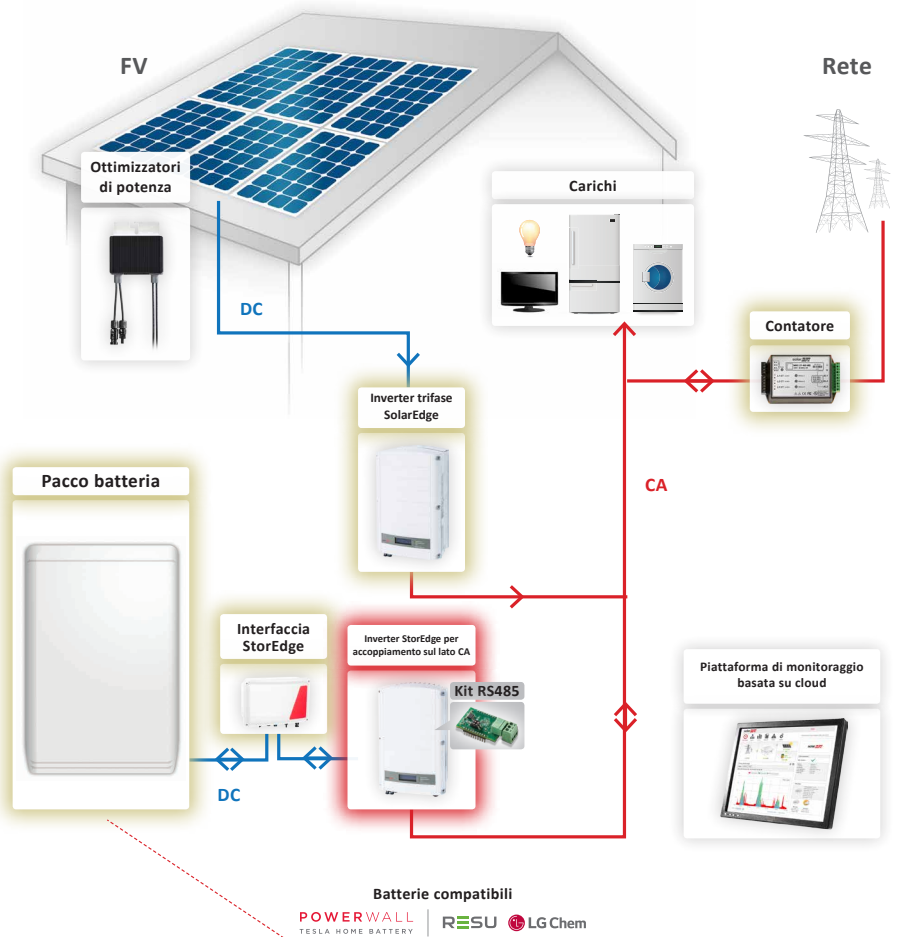 FV
Rete
Ottimizzatori
di potenza
Carichi
DC
Contatore
Inverter trifase
SolarEdge
CA
Pacco batteria
Interfaccia
StorEdge
Inverter StorEdge per
accoppiamento sul lato CA
Kit RS485
DC
Piattaforma di monitoraggio
basata su cloud
Batterie compatibili
POWERWALL
TESLA HOME BATTERY
RESU
LG Chem